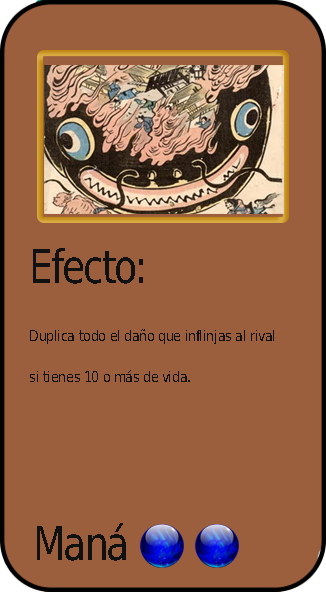 Efecto:
Duplica todo el daño que inflinjas al rival
si tienes 10 o más de vida.
Maná